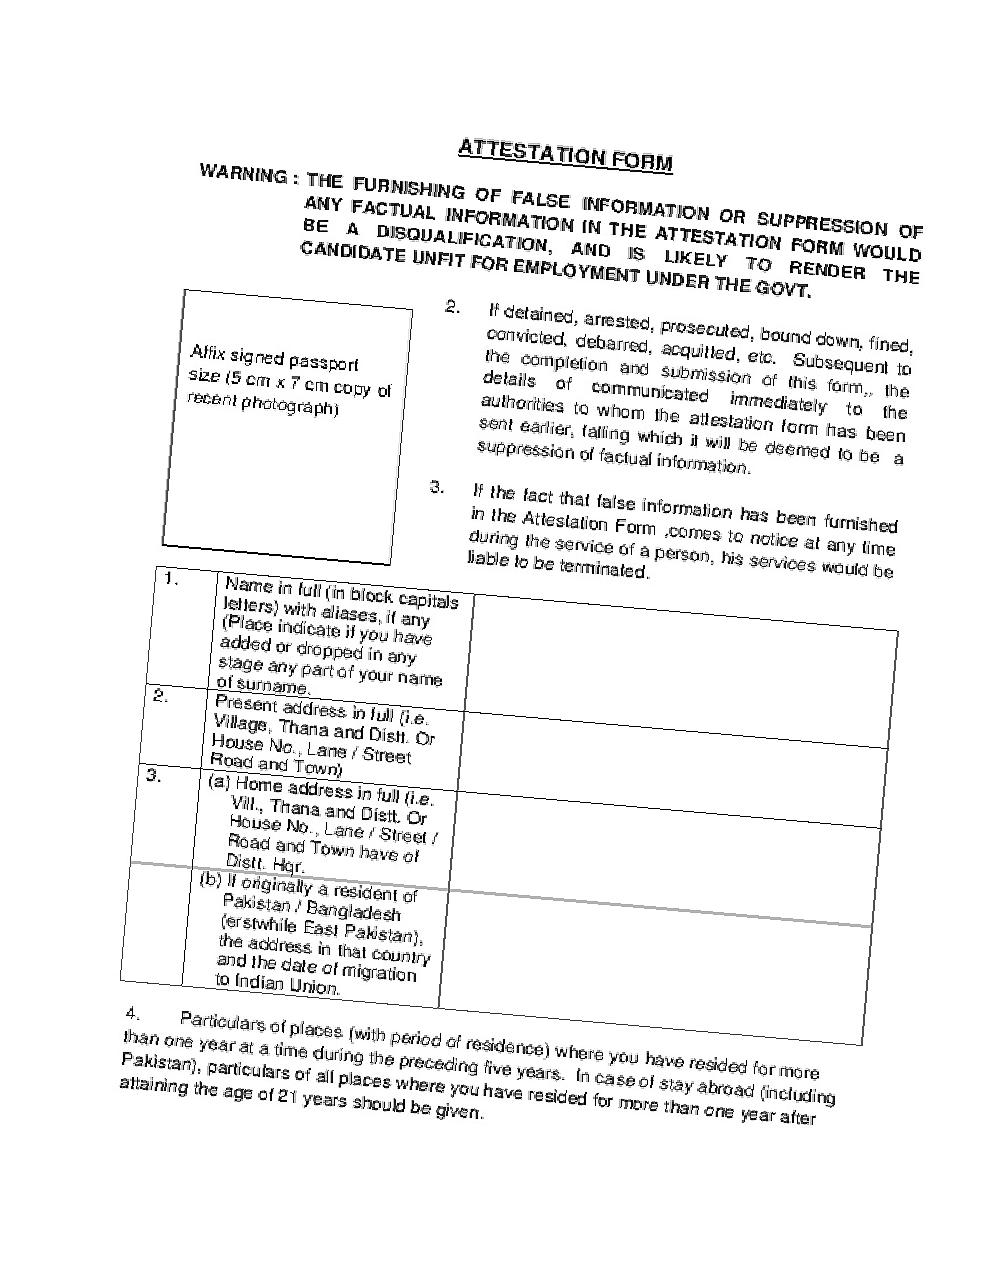 ATTESTATION FORM
WARNING : THE FURNISHING OF FALSE INFORMATION OR SUPPRESSION OF
ANY FACTUAL INFORMATION IN THE ATTESTATION FORM WOULD
BE A DISQUALIFICATION, AND IS LIKELY TO RENDER THE
CANDIDATE UNFIT FOR EMPLOYMENT UNDER THE GOVT.
Affix signed passport
size (5 cm x 7 cm copy of
recent photograph)
2. If detained, arrested, prosecuted, bound down, fined,
convicted, debarred, acquitted, etc. Subsequent to
the completion and submission of this form,, the
details of communicated immediately to the
authorities to whom the attestation form has been
sent earlier, falling which it will be deemed to be a
suppression of factual information.
3. If the fact that false information has been furnished
in the Attestation Form ,comes to notice at any time
during the service of a person, his services would be
liable to be terminated.
1. Name in full (in block capitals
letters) with aliases, if any
(Place indicate if you have
added or dropped in any
stage any part of your name
of surname.
2. Present address in full (i.e.
Village, Thana and Distt. Or
House No., Lane / Street
Road and Town)
3. (a) Home address in full (i.e.
Vill., Thana and Distt. Or
House No., Lane / Street /
Road and Town have of
Distt. Hqr.
(b) If originally a resident of
Pakistan / Bangladesh
(erstwhile East Pakistan),
the address in that country
and the date of migration
to Indian Union.
4. Particulars of places (with period of residence) where you have resided for more
than one year at a time during the preceding five years. In case of stay abroad (including
Pakistan), particulars of all places where you have resided for more than one year after
attaining the age of 21 years should be given.